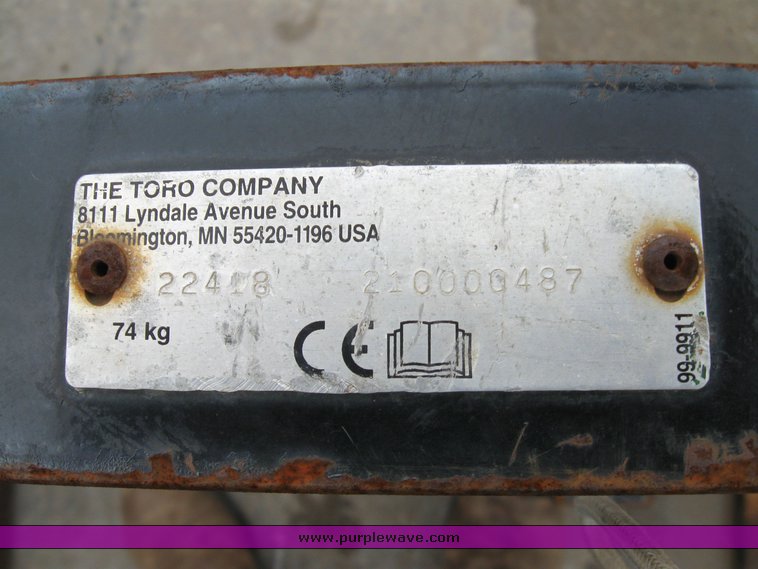 THE TORO COMPANY
8111 Lyndale Avenue South
Bloomington, MN 55420-1196 USA
22418 210000487
74 kg
CE
99-9911
www.purplewave.com